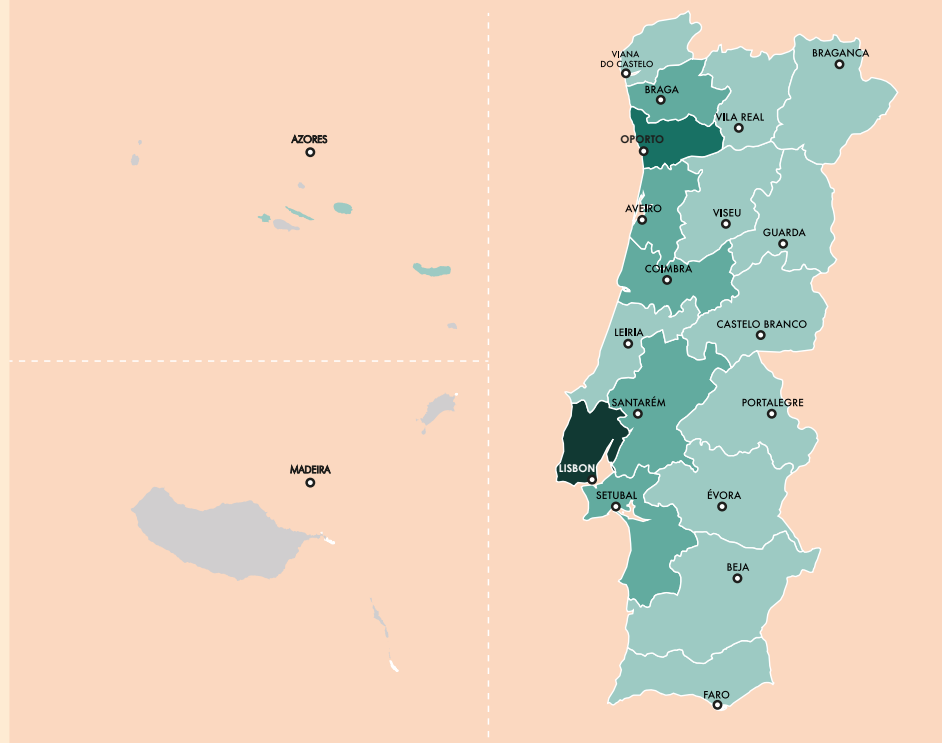 AZORES
MADEIRA
VIANA
DO CASTELO
BRAGANCA
BRAGA
VILA REAL
OPORTO
AVEIRO
VISEU
GUARDA
COIMBRA
CASTELO BRANCO
LEIRIA
SANTARÉM
PORTALEGRE
LISBON
SETUBAL
ÉVORA
BEJA
FARO